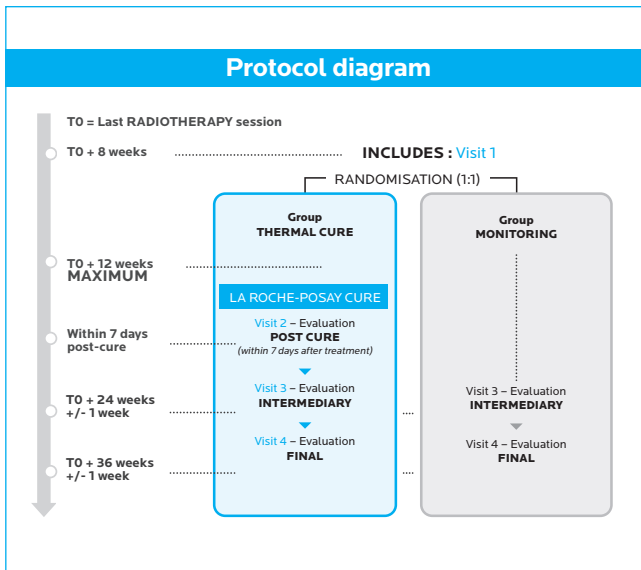 Protocol diagram
T0 = Last RADIOTHERAPY session
T0 + 8 weeks
INCLUDES : Visit 1
RANDOMISATION (1:1)
Group
THERMAL CURE
Group
MONITORING
T0 + 12 weeks
MAXIMUM
LA ROCHE-POSAY CURE
Within 7 days
post-cure
Visit 2 – Evaluation
POST CURE
(within 7 days after treatment)
T0 + 24 weeks
+/- 1 week
Visit 3 – Evaluation
INTERMEDIARY
Visit 3 – Evaluation
INTERMEDIARY
T0 + 36 weeks
+/- 1 week
Visit 4 – Evaluation
FINAL
Visit 4 – Evaluation
FINAL